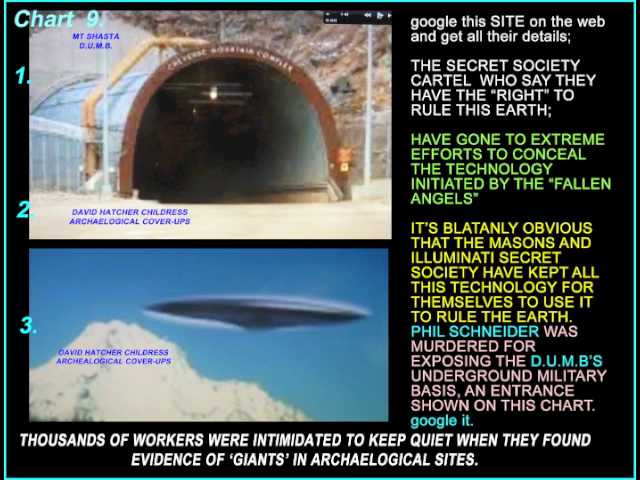 Chart 9.
MT SHASTA
D.U.M.B.
1.
CHEYENNE MOUNTAIN COMPLEX
2.
DAVID HATCHER CHILDRESS
ARCHAELOGICAL COVER-UPS
3.
DAVID HATCHER CHILDRESS
ARCHEALOGICAL COVER-UPS
google this SITE on the web
and get all their details;
THE SECRET SOCIETY
CARTEL WHO SAY THEY
HAVE THE “RIGHT” TO
RULE THIS EARTH;
HAVE GONE TO EXTREME
EFFORTS TO CONCEAL
THE TECHNOLOGY
INITIATED BY THE “FALLEN
ANGELS”
IT’S BLATANLY OBVIOUS
THAT THE MASONS AND
ILLUMINATI SECRET
SOCIETY HAVE KEPT ALL
THIS TECHNOLOGY FOR
THEMSELVES TO USE IT
TO RULE THE EARTH.
PHIL SCHNEIDER WAS
MURDERED FOR
EXPOSING THE D.U.M.B’S
UNDERGROUND MILITARY
BASIS, AN ENTRANCE
SHOWN ON THIS CHART.
google it.
THOUSANDS OF WORKERS WERE INTIMIDATED TO KEEP QUIET WHEN THEY FOUND
EVIDENCE OF ‘GIANTS’ IN ARCHAELOGICAL SITES.